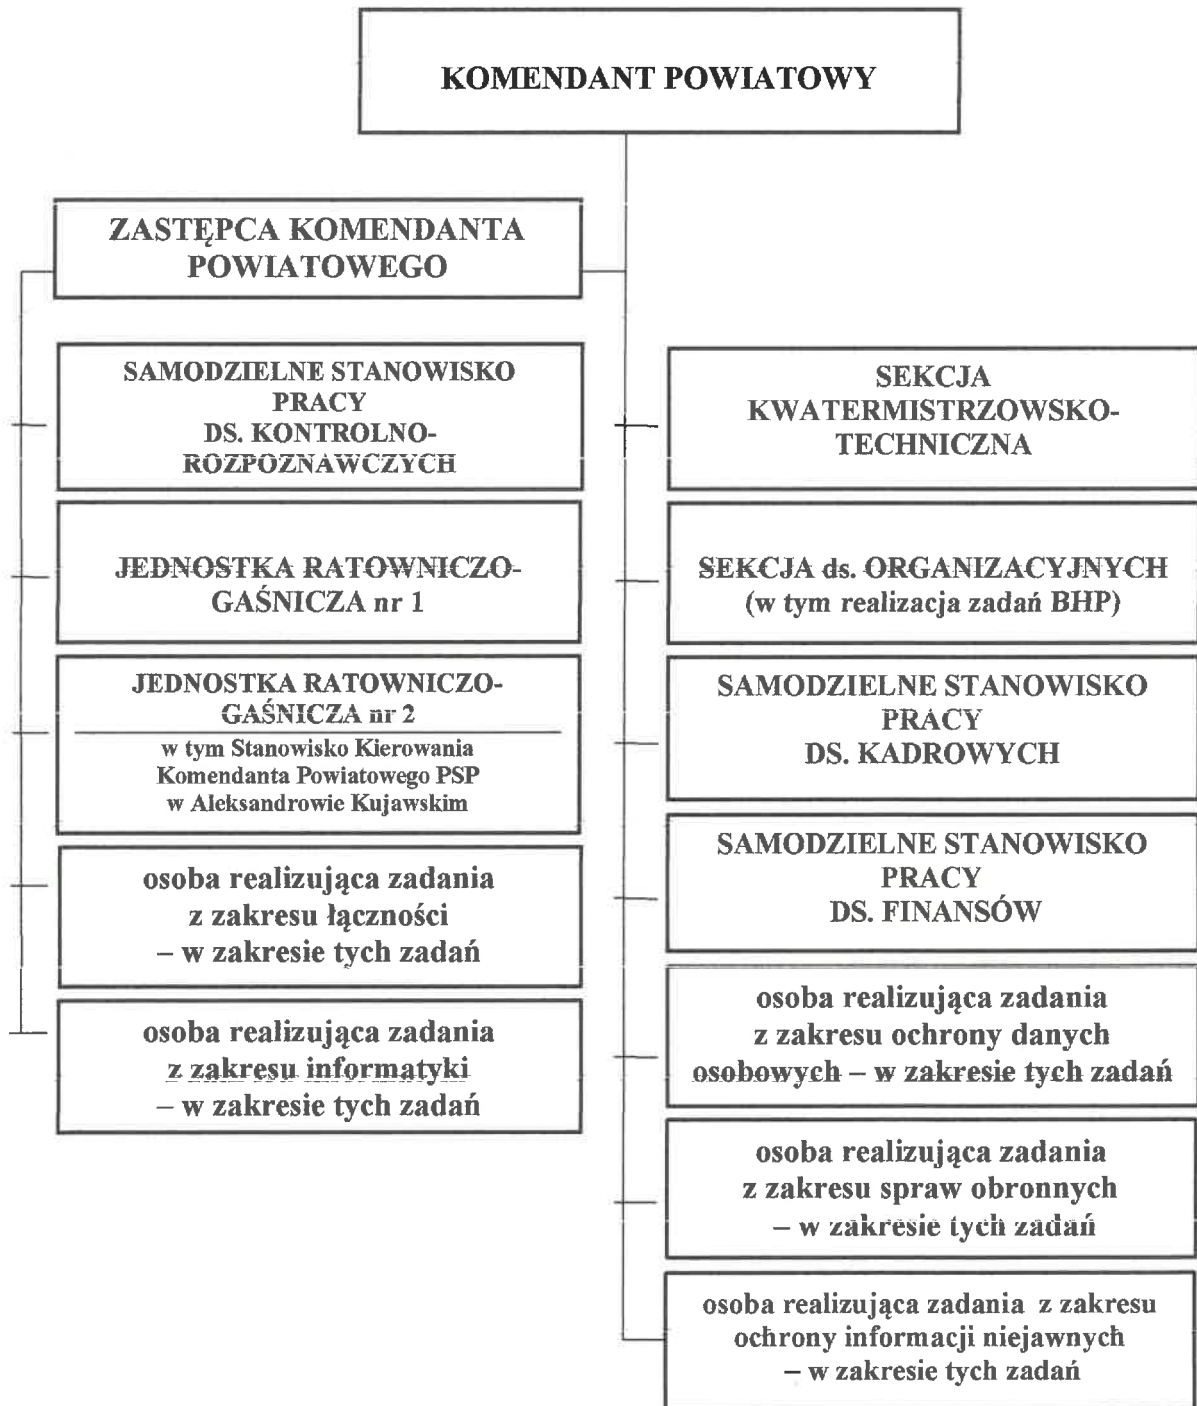 KOMENDANT POWIATOWY
ZASTĘPCA KOMENDANTA
POWIATOWEGO
SAMODZIELNE STANOWISKO
PRACY
DS. KONTROLNO-
ROZPOZNAWCZYCH
JEDNOSTKA RATOWNICZO-
GAŚNICZA nr 1
JEDNOSTKA RATOWNICZO-
GAŚNICZA nr 2
w tym Stanowisko Kierowania
Komendanta Powiatowego PSP
w Aleksandrowie Kujawskim
osoba realizująca zadania
z zakresu łączności
– w zakresie tych zadań
osoba realizująca zadania
z zakresu informatyki
– w zakresie tych zadań
SEKCJA
KWATERMISTRZOWSKO-
TECHNICZNA
SEKCJA ds. ORGANIZACYJNYCH
(w tym realizacja zadań BHP)
SAMODZIELNE STANOWISKO
PRACY
DS. KADROWYCH
SAMODZIELNE STANOWISKO
PRACY
DS. FINANSÓW
osoba realizująca zadania
z zakresu ochrony danych
osobowych – w zakresie tych zadań
osoba realizująca zadania
z zakresu spraw obronnych
– w zakresie tych zadań
osoba realizująca zadania z zakresu
ochrony informacji niejawnych
– w zakresie tych zadań